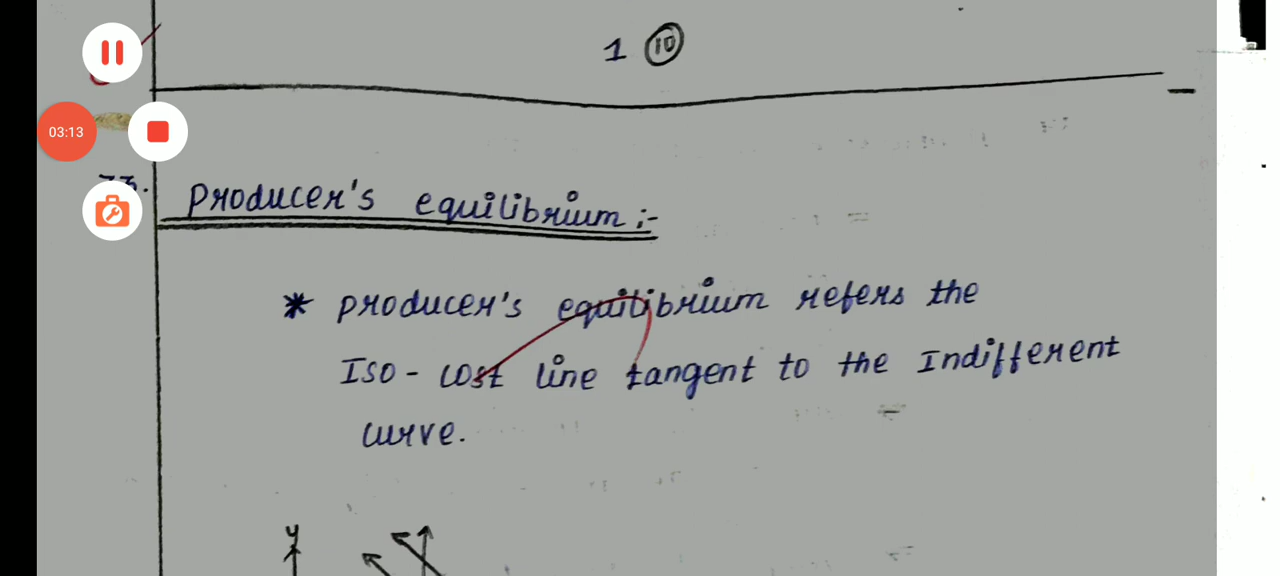 1 10
03:13
Producer's equilibrium :-
* Producer's equilibrium refers the
Iso - cost line tangent to the Indifferent
curve.
y